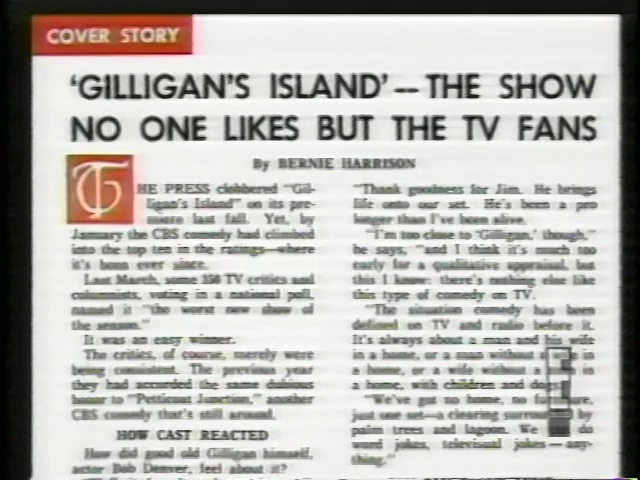 COVER STORY
'GILLIGAN'S ISLAND'--THE SHOW
NO ONE LIKES BUT THE TV FANS
By BERNIE HARRISON
THE PRESS clobbered "Gil-
ligan's Island" on its pre-
miere last fall. Yet, by
January the CBS comedy had climbed
into the top ten in the ratings—where
it's been ever since.
Last March, some 150 TV critics and
columnists, voting in a national poll,
named it "the worst new show of
the season."
It was an easy winner.
The critics, of course, merely were
being consistent. The previous year
they had accorded the same dubious
honor to "Petticoat Junction," another
CBS comedy that's still around.
HOW CAST REACTED
How did good old Gilligan himself,
actor Bob Denver, feel about it?
"Thank goodness for Jim. He brings
life onto our set. He's been a pro
longer than I've been alive.
"I'm too close to 'Gilligan,' though,"
he says, "and I think it's much too
early for a qualitative appraisal, but
this I know: there's nothing else like
this type of comedy on TV.
"The situation comedy has been
defined on TV and radio before it.
It's always about a man and his wife
in a home, or a man without a in
a home, or a wife without a in
a home, with children and dogs.
"We've got no home, no
just one set—a clearing by
palm trees and lagoon. We do
word jokes, televisual jokes—any-
thing."